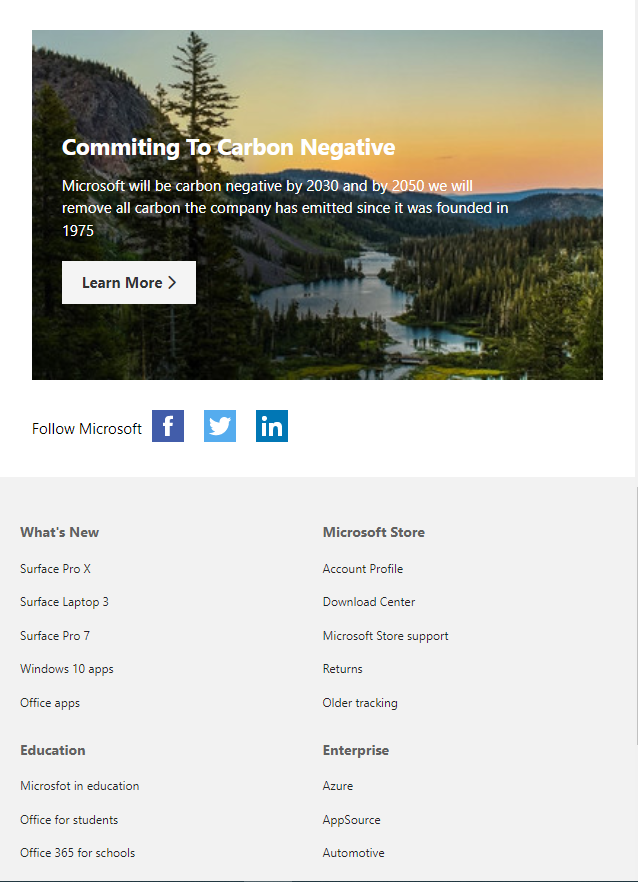 Commiting To Carbon Negative
Microsoft will be carbon negative by 2030 and by 2050 we will
remove all carbon the company has emitted since it was founded in
1975
Learn More
Follow Microsoft
What's New
Surface Pro X
Surface Laptop 3
Surface Pro 7
Windows 10 apps
Office apps
Microsoft Store
Account Profile
Download Center
Microsoft Store support
Returns
Older tracking
Education
Microsfot in education
Office for students
Office 365 for schools
Enterprise
Azure
AppSource
Automotive